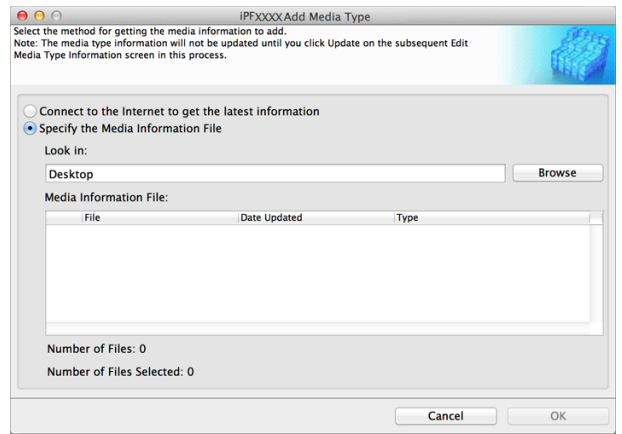 iPFXXXX Add Media Type
Select the method for getting the media information to add.
Note: The media type information will not be updated until you click Update on the subsequent Edit
Media Type Information screen in this process.
Connect to the Internet to get the latest information
Specify the Media Information File
Look in:
Desktop
Browse
Media Information File:
File Date Updated Type
Number of Files: 0
Number of Files Selected: 0
Cancel OK